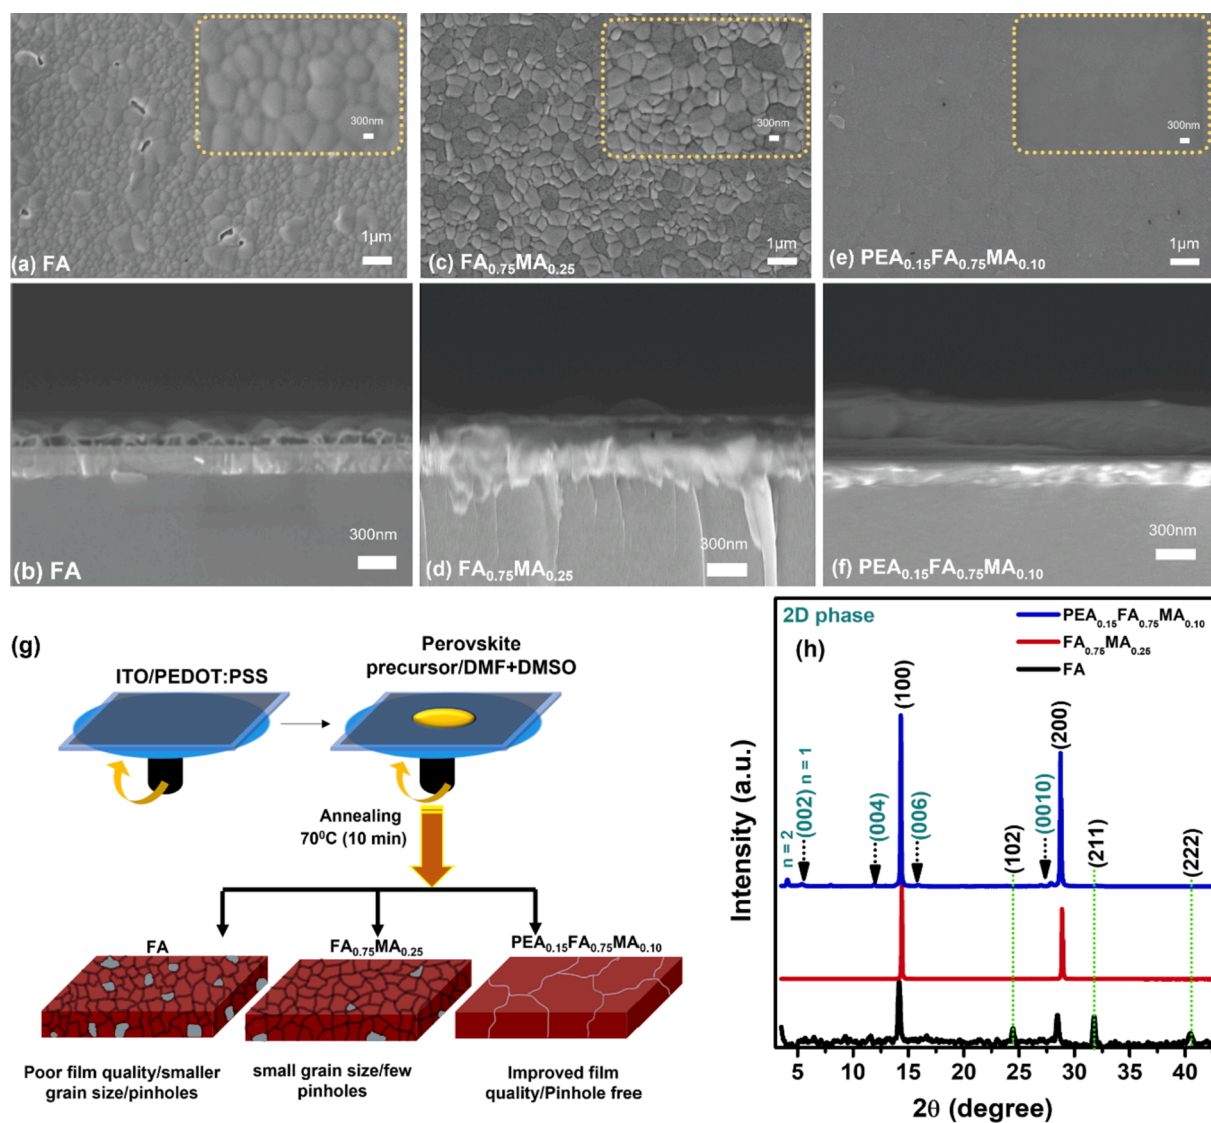 300nm
1µm
(a) FA
300nm
1µm
(c) FA0.75MA0.25
300nm
1µm
(e) PEA0.15FA0.75MA0.10
300nm
(b) FA
300nm
(d) FA0.75MA0.25
300nm
(f) PEA0.15FA0.75MA0.10
(g)
ITO/PEDOT:PSS
Perovskite
precursor/DMF+DMSO
Annealing
70⁰C (10 min)
FA
FA0.75MA0.25
PEA0.15FA0.75MA0.10
Poor film quality/smaller
grain size/pinholes
small grain size/few
pinholes
Improved film
quality/Pinhole free
2D phase
(h)
PEA0.15FA0.75MA0.10
FA0.75MA0.25
FA
n = 2
(002) n = 1
(004)
(100)
(006)
(102)
(0010)
(200)
(211)
(222)
Intensity (a.u.)
5 10 15 20 25 30 35 40
2θ (degree)